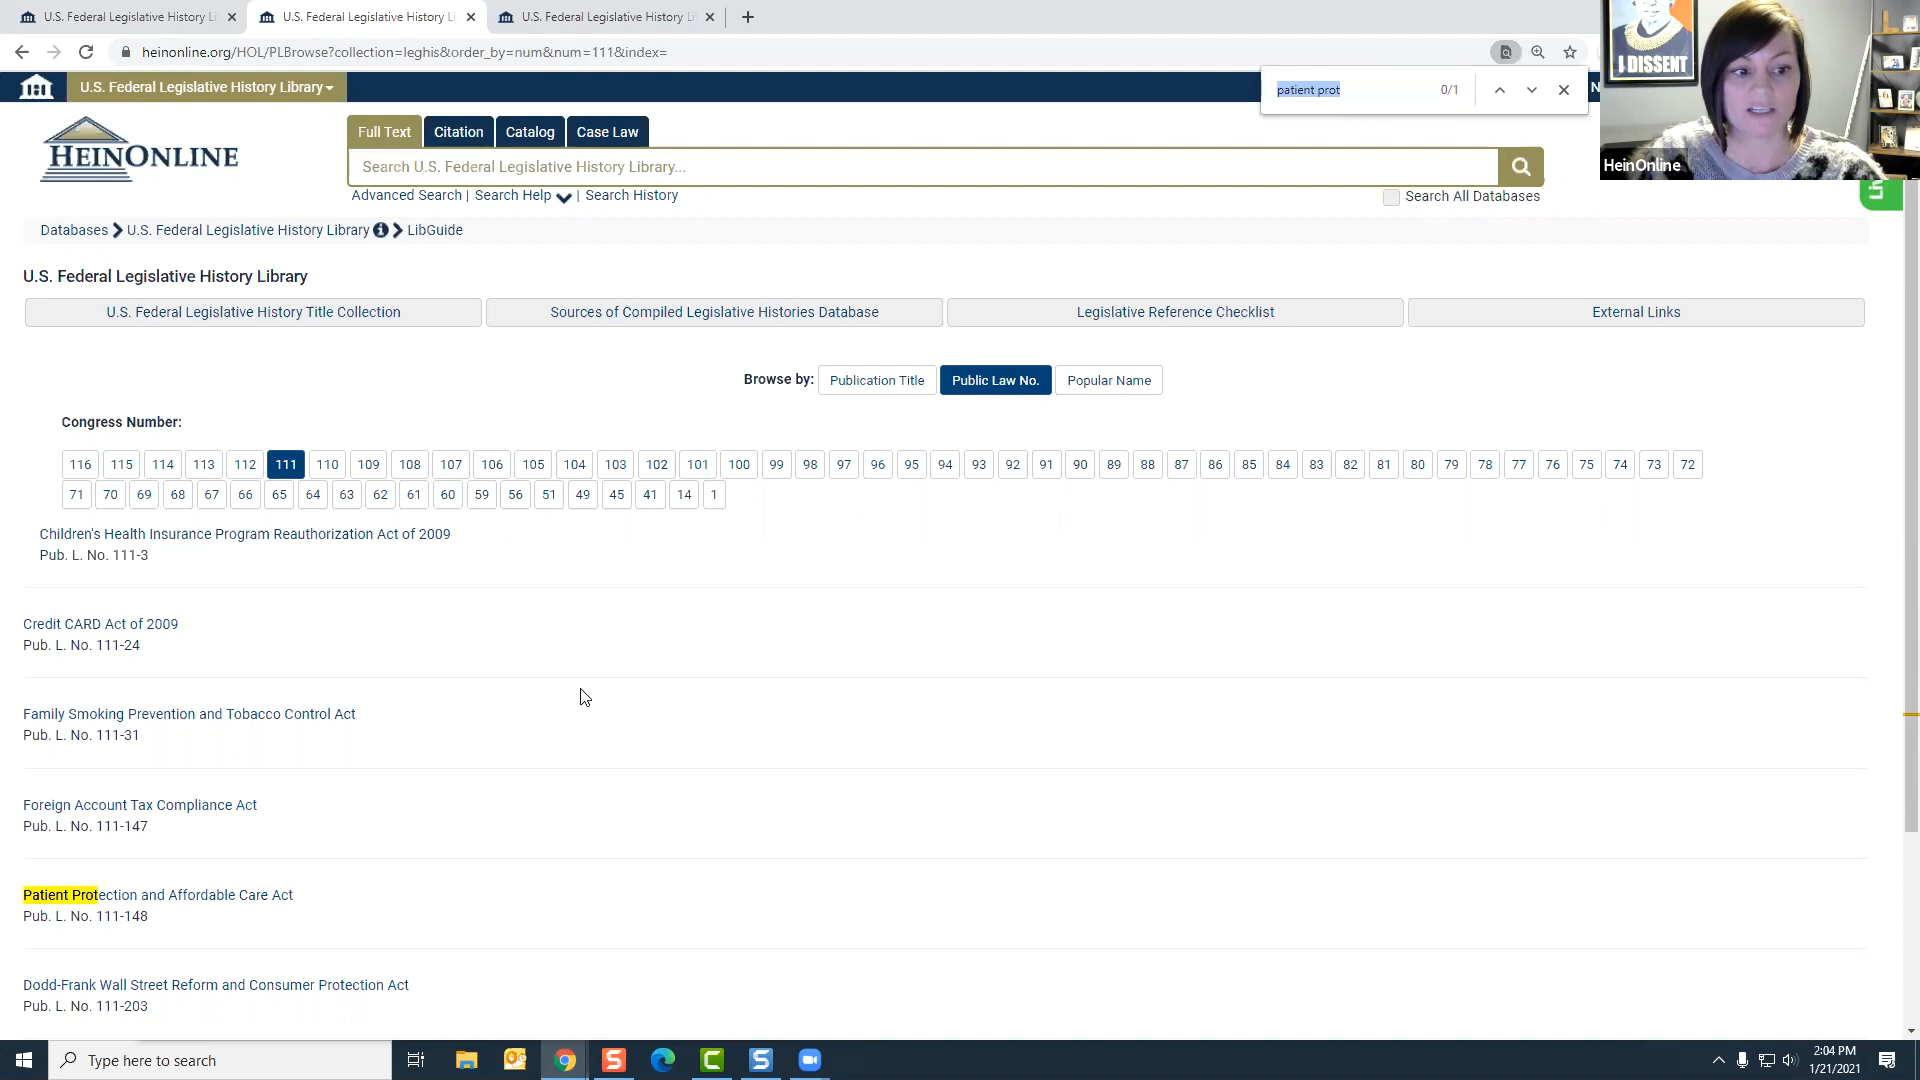 U.S. Federal Legislative History Li
U.S. Federal Legislative History Li
U.S. Federal Legislative History Li
heinonline.org/HOL/PLBrowse?collection=leghis&order_by=num&num=111&index=
patient prot 0/1
U.S. Federal Legislative History Library
N
I DISSENT
HeinOnline
HEINONLINE
Full Text Citation Catalog Case Law
Search U.S. Federal Legislative History Library...
Advanced Search | Search Help | Search History
Search All Databases
Databases U.S. Federal Legislative History Library LibGuide
U.S. Federal Legislative History Library
U.S. Federal Legislative History Title Collection Sources of Compiled Legislative Histories Database Legislative Reference Checklist External Links
Browse by: Publication Title Public Law No. Popular Name
Congress Number:
116 115 114 113 112 111 110 109 108 107 106 105 104 103 102 101 100 99 98 97 96 95 94 93 92 91 90 89 88 87 86 85 84 83 82 81 80 79 78 77 76 75 74 73 72
71 70 69 68 67 66 65 64 63 62 61 60 59 56 51 49 45 41 14 1
Children's Health Insurance Program Reauthorization Act of 2009
Pub. L. No. 111-3
Credit CARD Act of 2009
Pub. L. No. 111-24
Family Smoking Prevention and Tobacco Control Act
Pub. L. No. 111-31
Foreign Account Tax Compliance Act
Pub. L. No. 111-147
Patient Protection and Affordable Care Act
Pub. L. No. 111-148
Dodd-Frank Wall Street Reform and Consumer Protection Act
Pub. L. No. 111-203
Type here to search
2:04 PM
1/21/2021